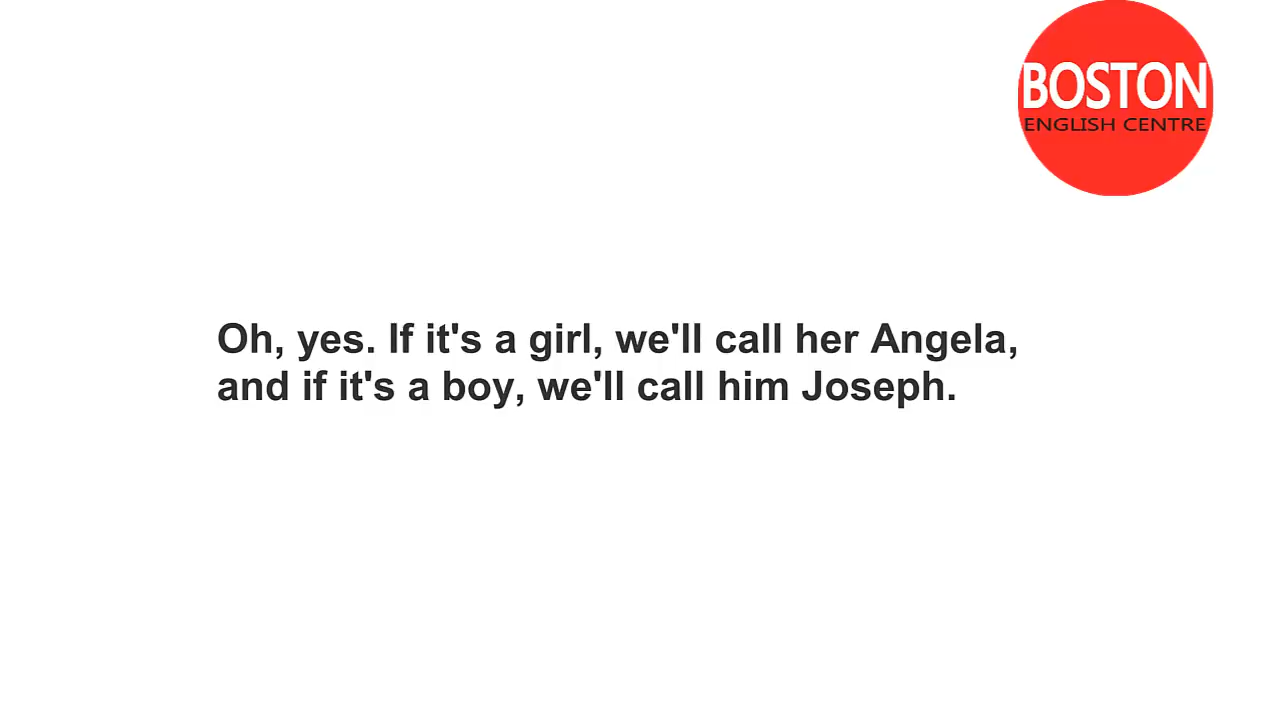 BOSTON
ENGLISH CENTRE
Oh, yes. If it's a girl, we'll call her Angela,
and if it's a boy, we'll call him Joseph.